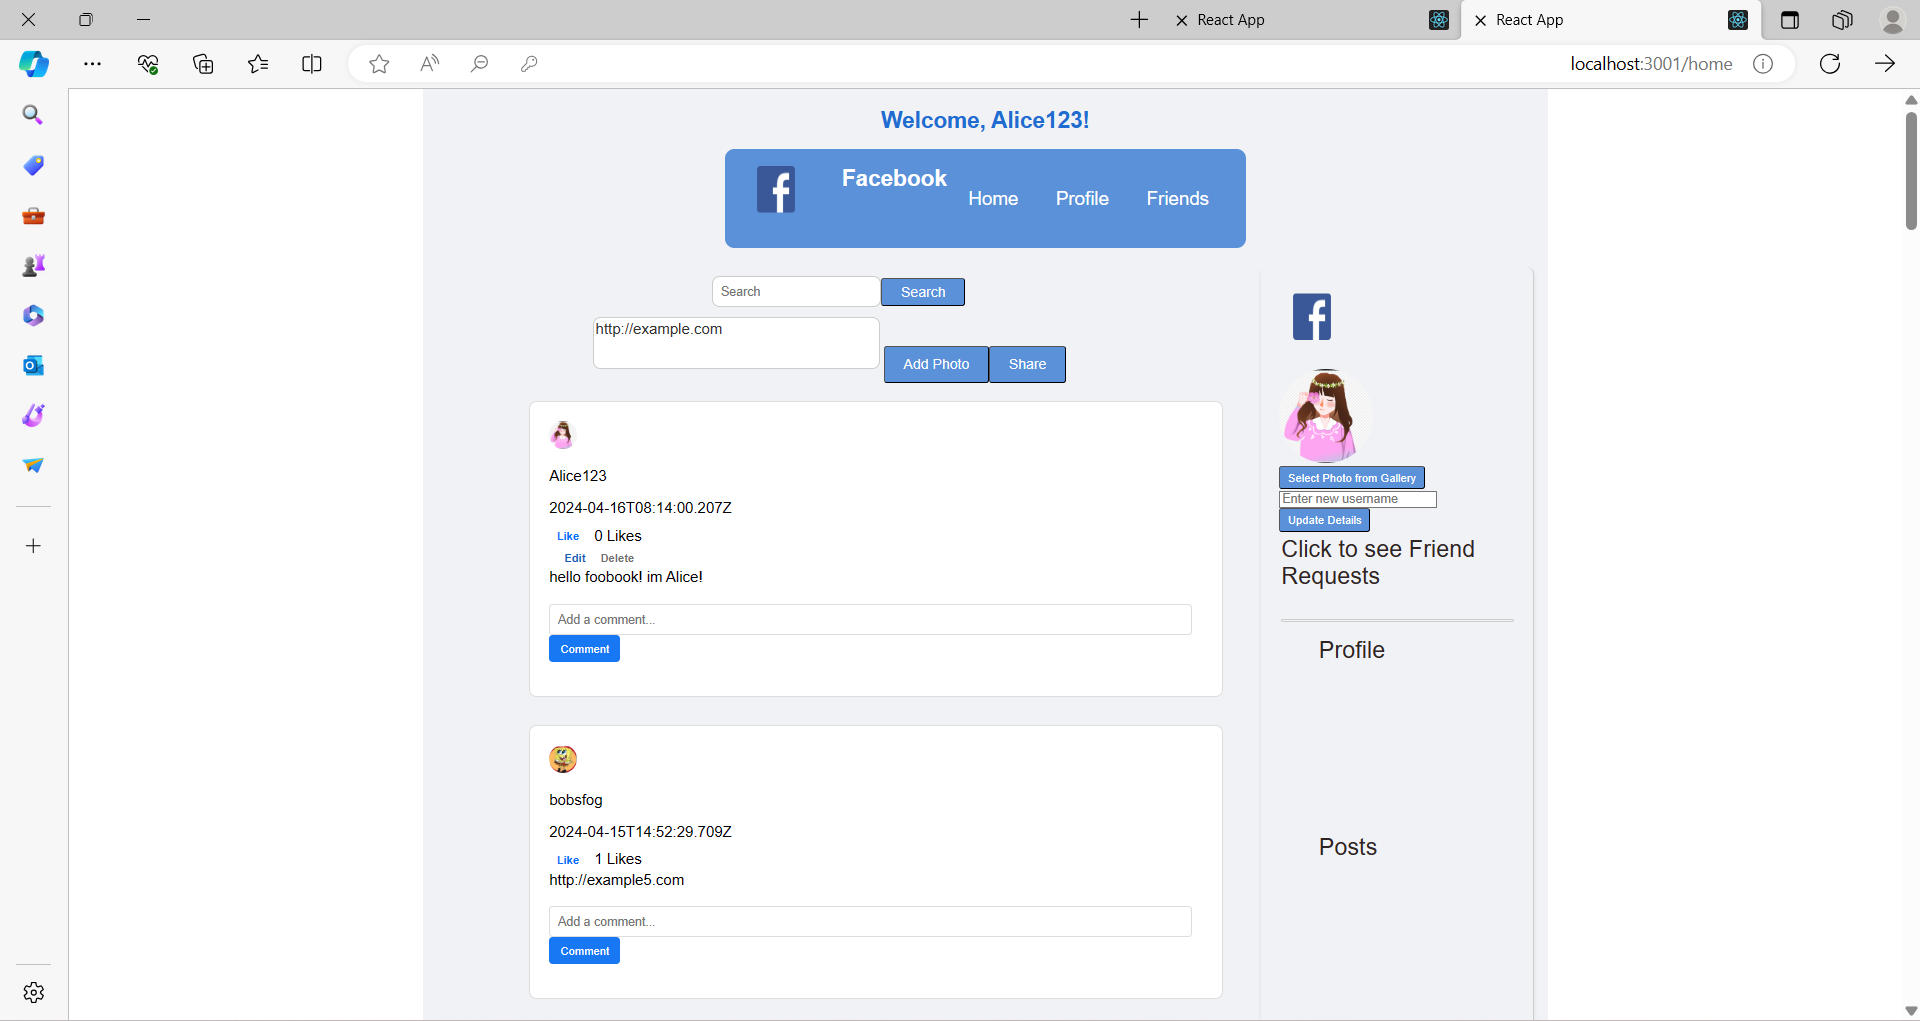 React App
React App
localhost:3001/home
Welcome, Alice123!
Facebook
Home
Profile
Friends
Search
Search
http://example.com
Add Photo
Share
Alice123
2024-04-16T08:14:00.207Z
Like 0 Likes
Edit Delete
hello foobook! im Alice!
Add a comment...
Comment
bobsfog
2024-04-15T14:52:29.709Z
Like 1 Likes
http://example5.com
Add a comment...
Comment
Select Photo from Gallery
Enter new username
Update Details
Click to see Friend
Requests
Profile
Posts